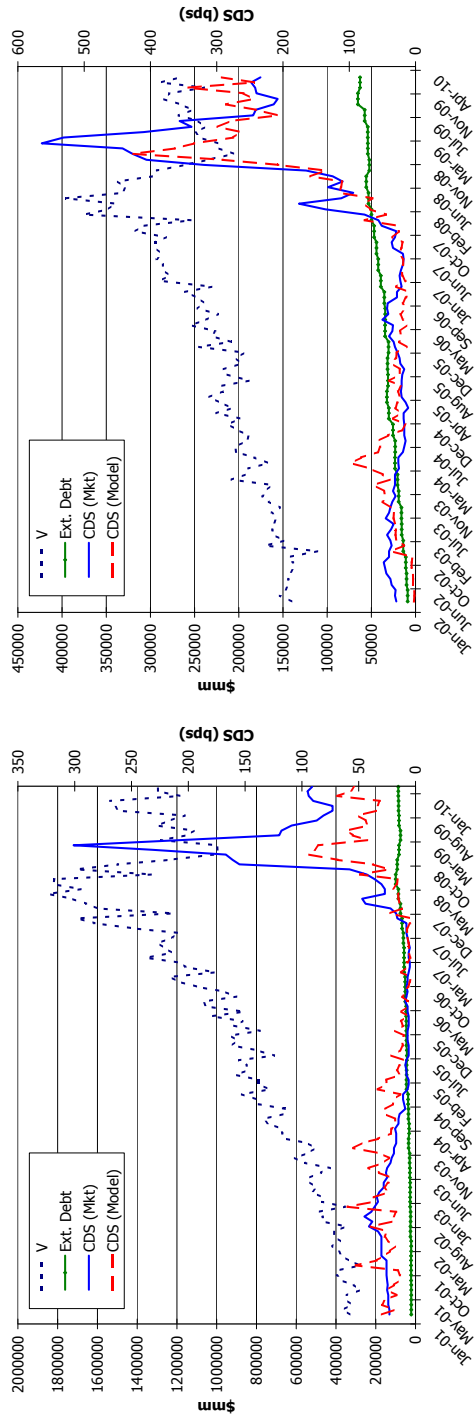 2000000
1800000
1600000
1400000
1200000
1000000
800000
600000
400000
200000
0
$mm
V
Ext. Debt
CDS (Mkt)
CDS (Model)
350
300
250
200
150
100
50
0
CDS (bps)
Jan-01
May-01
Oct-01
Mar-02
Aug-02
Jan-03
Jun-03
Nov-03
Apr-04
Sep-04
Feb-05
Jul-05
Dec-05
May-06
Oct-06
Mar-07
Jul-07
Dec-07
May-08
Oct-08
Mar-09
Aug-09
Jan-10
450000
400000
350000
300000
250000
200000
150000
100000
50000
0
$mm
V
Ext. Debt
CDS (Mkt)
CDS (Model)
600
500
400
300
200
100
0
CDS (bps)
Jan-02
Jun-02
Oct-02
Feb-03
Jul-03
Nov-03
Mar-04
Jul-04
Dec-04
Apr-05
Aug-05
Dec-05
May-06
Sep-06
Jan-07
Jun-07
Oct-07
Feb-08
Jun-08
Nov-08
Mar-09
Jul-09
Nov-09
Apr-10